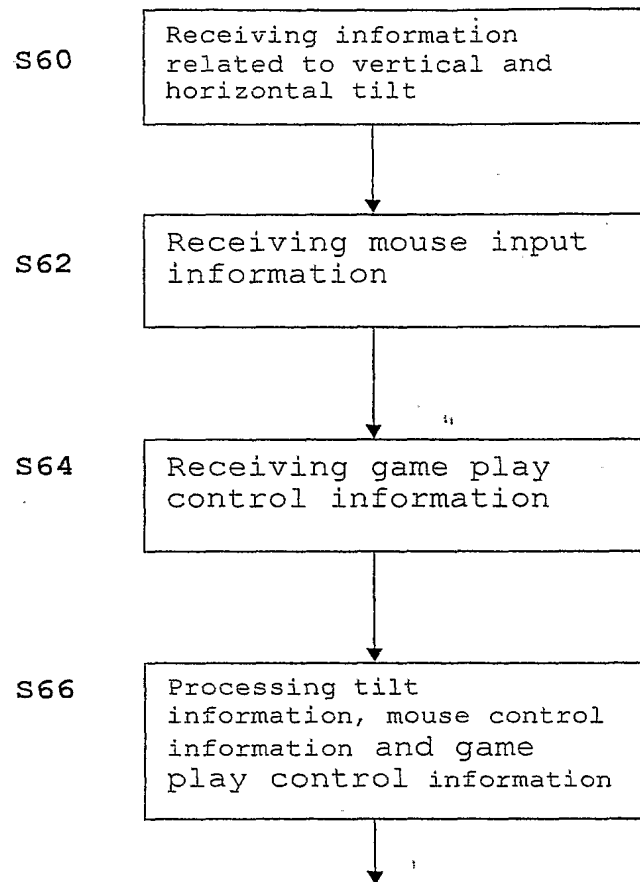 S60
Receiving information
related to vertical and
horizontal tilt
S62
Receiving mouse input
information
S64
Receiving game play
control information
S66
Processing tilt
information, mouse control
information and game
play control information